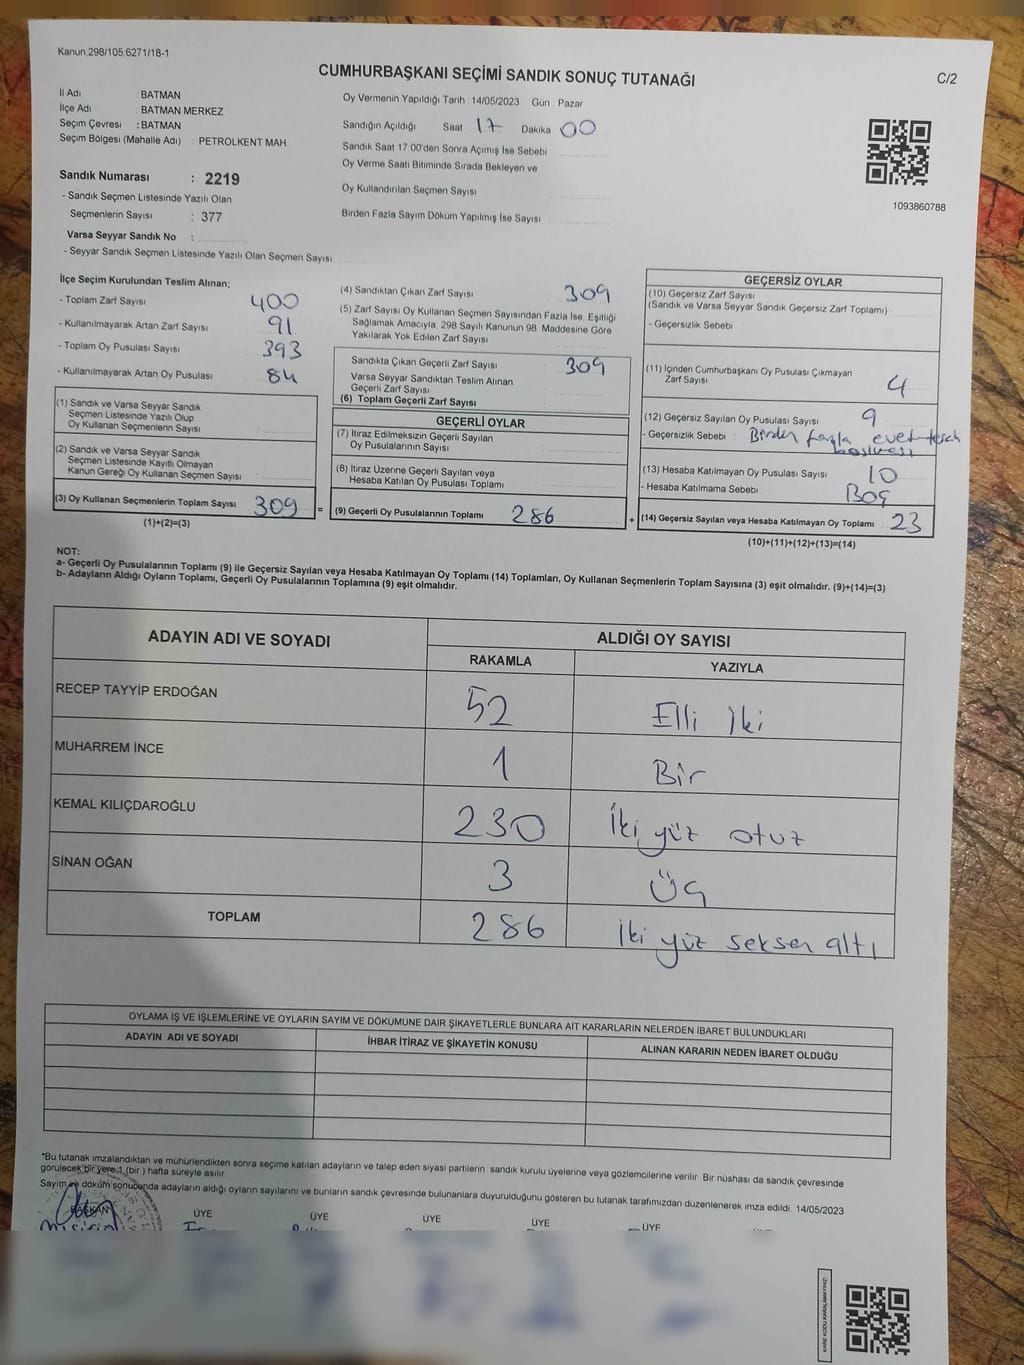 Kanun,298/105,6271/18-1
CUMHURBAŞKANI SEÇİMİ SANDIK SONUÇ TUTANAĞI
C/2
İl Adı BATMAN
İlçe Adı BATMAN MERKEZ
Seçim Çevresi : BATMAN
Seçim Bölgesi (Mahalle Adı) : PETROLKENT MAH
Oy Vermenin Yapıldığı Tarih 14/05/2023 Gün : Pazar
Sandığın Açıldığı Saat 17 Dakika 00
Sandık Saat 17 00'den Sonra Açımış İse Sebebi
Oy Verme Saati Bitiminde Sırada Bekleyen ve
Oy Kullandırılan Seçmen Sayısı :
Birden Fazla Sayım Döküm Yapılmış İse Sayısı :
1093860788
Sandık Numarası : 2219
- Sandık Seçmen Listesinde Yazılı Olan
Seçmenlerin Sayısı : 377
Varsa Seyyar Sandık No :
- Seyyar Sandık Seçmen Listesinde Yazılı Olan Seçmen Sayısı:
İlçe Seçim Kurulundan Teslim Alınan;
- Toplam Zarf Sayısı 400
- Kullanılmayarak Artan Zarf Sayısı 91
- Toplam Oy Pusulası Sayısı 393
- Kullanılmayarak Artan Oy Pusulası 84
(1) Sandık ve Varsa Seyyar Sandık
Seçmen Listesinde Yazılı Olup
Oy Kullanan Seçmenlerin Sayısı
(2) Sandık ve Varsa Seyyar Sandık
Seçmen Listesinde Kayıtlı Olmayan
Kanun Gereği Oy Kullanan Seçmen Sayısı :
(3) Oy Kullanan Seçmenlerin Toplam Sayısı 309 =
(1)+(2)=(3)
(4) Sandıktan Çıkan Zarf Sayısı 309
(5) Zarf Sayısı Oy Kullanan Seçmen Sayısından Fazla İse, Eşitliği
Sağlamak Amacıyla, 298 Sayılı Kanunun 98. Maddesine Göre
Yakılarak Yok Edilen Zarf Sayısı
Sandıkta Çıkan Geçerli Zarf Sayısı 309
Varsa Seyyar Sandıktan Teslim Alınan
Geçerli Zarf Sayısı
(6) Toplam Geçerli Zarf Sayısı
GEÇERLİ OYLAR
(7) İtiraz Edilmeksizin Geçerli Sayılan
Oy Pusulalarının Sayısı
(8) İtiraz Üzerine Geçerli Sayılan veya
Hesaba Katılan Oy Pusulası Toplamı
(9) Geçerli Oy Pusulalarının Toplamı 286 +
GEÇERSİZ OYLAR
(10) Geçersiz Zarf Sayısı
(Sandık ve Varsa Seyyar Sandık Geçersiz Zarf Toplamı)
- Geçersizlik Sebebi
(11) İçinden Cumhurbaşkanı Oy Pusulası Çıkmayan
Zarf Sayısı 4
(12) Geçersiz Sayılan Oy Pusulası Sayısı 9
- Geçersizlik Sebebi : Birden fazla evet-tercih
basılması
(13) Hesaba Katılmayan Oy Pusulası Sayısı 10
- Hesaba Katılmama Sebebi Boş
(14) Geçersiz Sayılan veya Hesaba Katılmayan Oy Toplamı 23
(10)+(11)+(12)+(13)=(14)
NOT:
a- Geçerli Oy Pusulalarının Toplamı (9) ile Geçersiz Sayılan veya Hesaba Katılmayan Oy Toplamı (14) Toplamları, Oy Kullanan Seçmenlerin Toplam Sayısına (3) eşit olmalıdır. (9)+(14)=(3)
b- Adayların Aldığı Oyların Toplamı, Geçerli Oy Pusulalarının Toplamına (9) eşit olmalıdır.
ADAYIN ADI VE SOYADI ALDIĞI OY SAYISI
RAKAMLA YAZIYLA
RECEP TAYYİP ERDOĞAN 52 Elli İki
MUHARREM İNCE 1 Bir
KEMAL KILIÇDAROĞLU 230 İki yüz otuz
SİNAN OĞAN 3 Üç
TOPLAM 286 İki yüz seksen altı
OYLAMA İŞ VE İŞLEMLERİNE VE OYLARIN SAYIM VE DÖKÜMÜNE DAİR ŞİKAYETLERLE BUNLARA AİT KARARLARIN NELERDEN İBARET BULUNDUKLARI
ADAYIN ADI VE SOYADI İHBAR İTİRAZ VE ŞİKAYETİN KONUSU ALINAN KARARIN NEDEN İBARET OLDUĞU
*Bu tutanak imzalandıktan ve mühürlendikten sonra seçime katılan adayların ve talep eden siyasi partilerin sandık kurulu üyelerine veya gözlemcilerine verilir. Bir nüshası da sandık çevresinde
görülecek bir yere 1 (bir) hafta süreyle asılır.
Sayım ve döküm sonucunda adayların aldığı oyların sayılarını ve bunların sandık çevresinde bulunanlara duyurulduğunu gösteren bu tutanak tarafımızdan düzenlenerek imza edildi. 14/05/2023
BAŞKAN ÜYE ÜYE ÜYE ÜYE ÜYE